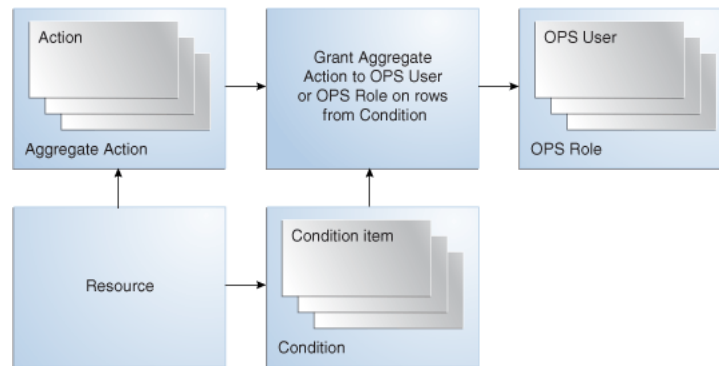 Action
Aggregate Action
Grant Aggregate
Action to OPS User
or OPS Role on rows
from Condition
OPS User
OPS Role
Resource
Condition item
Condition